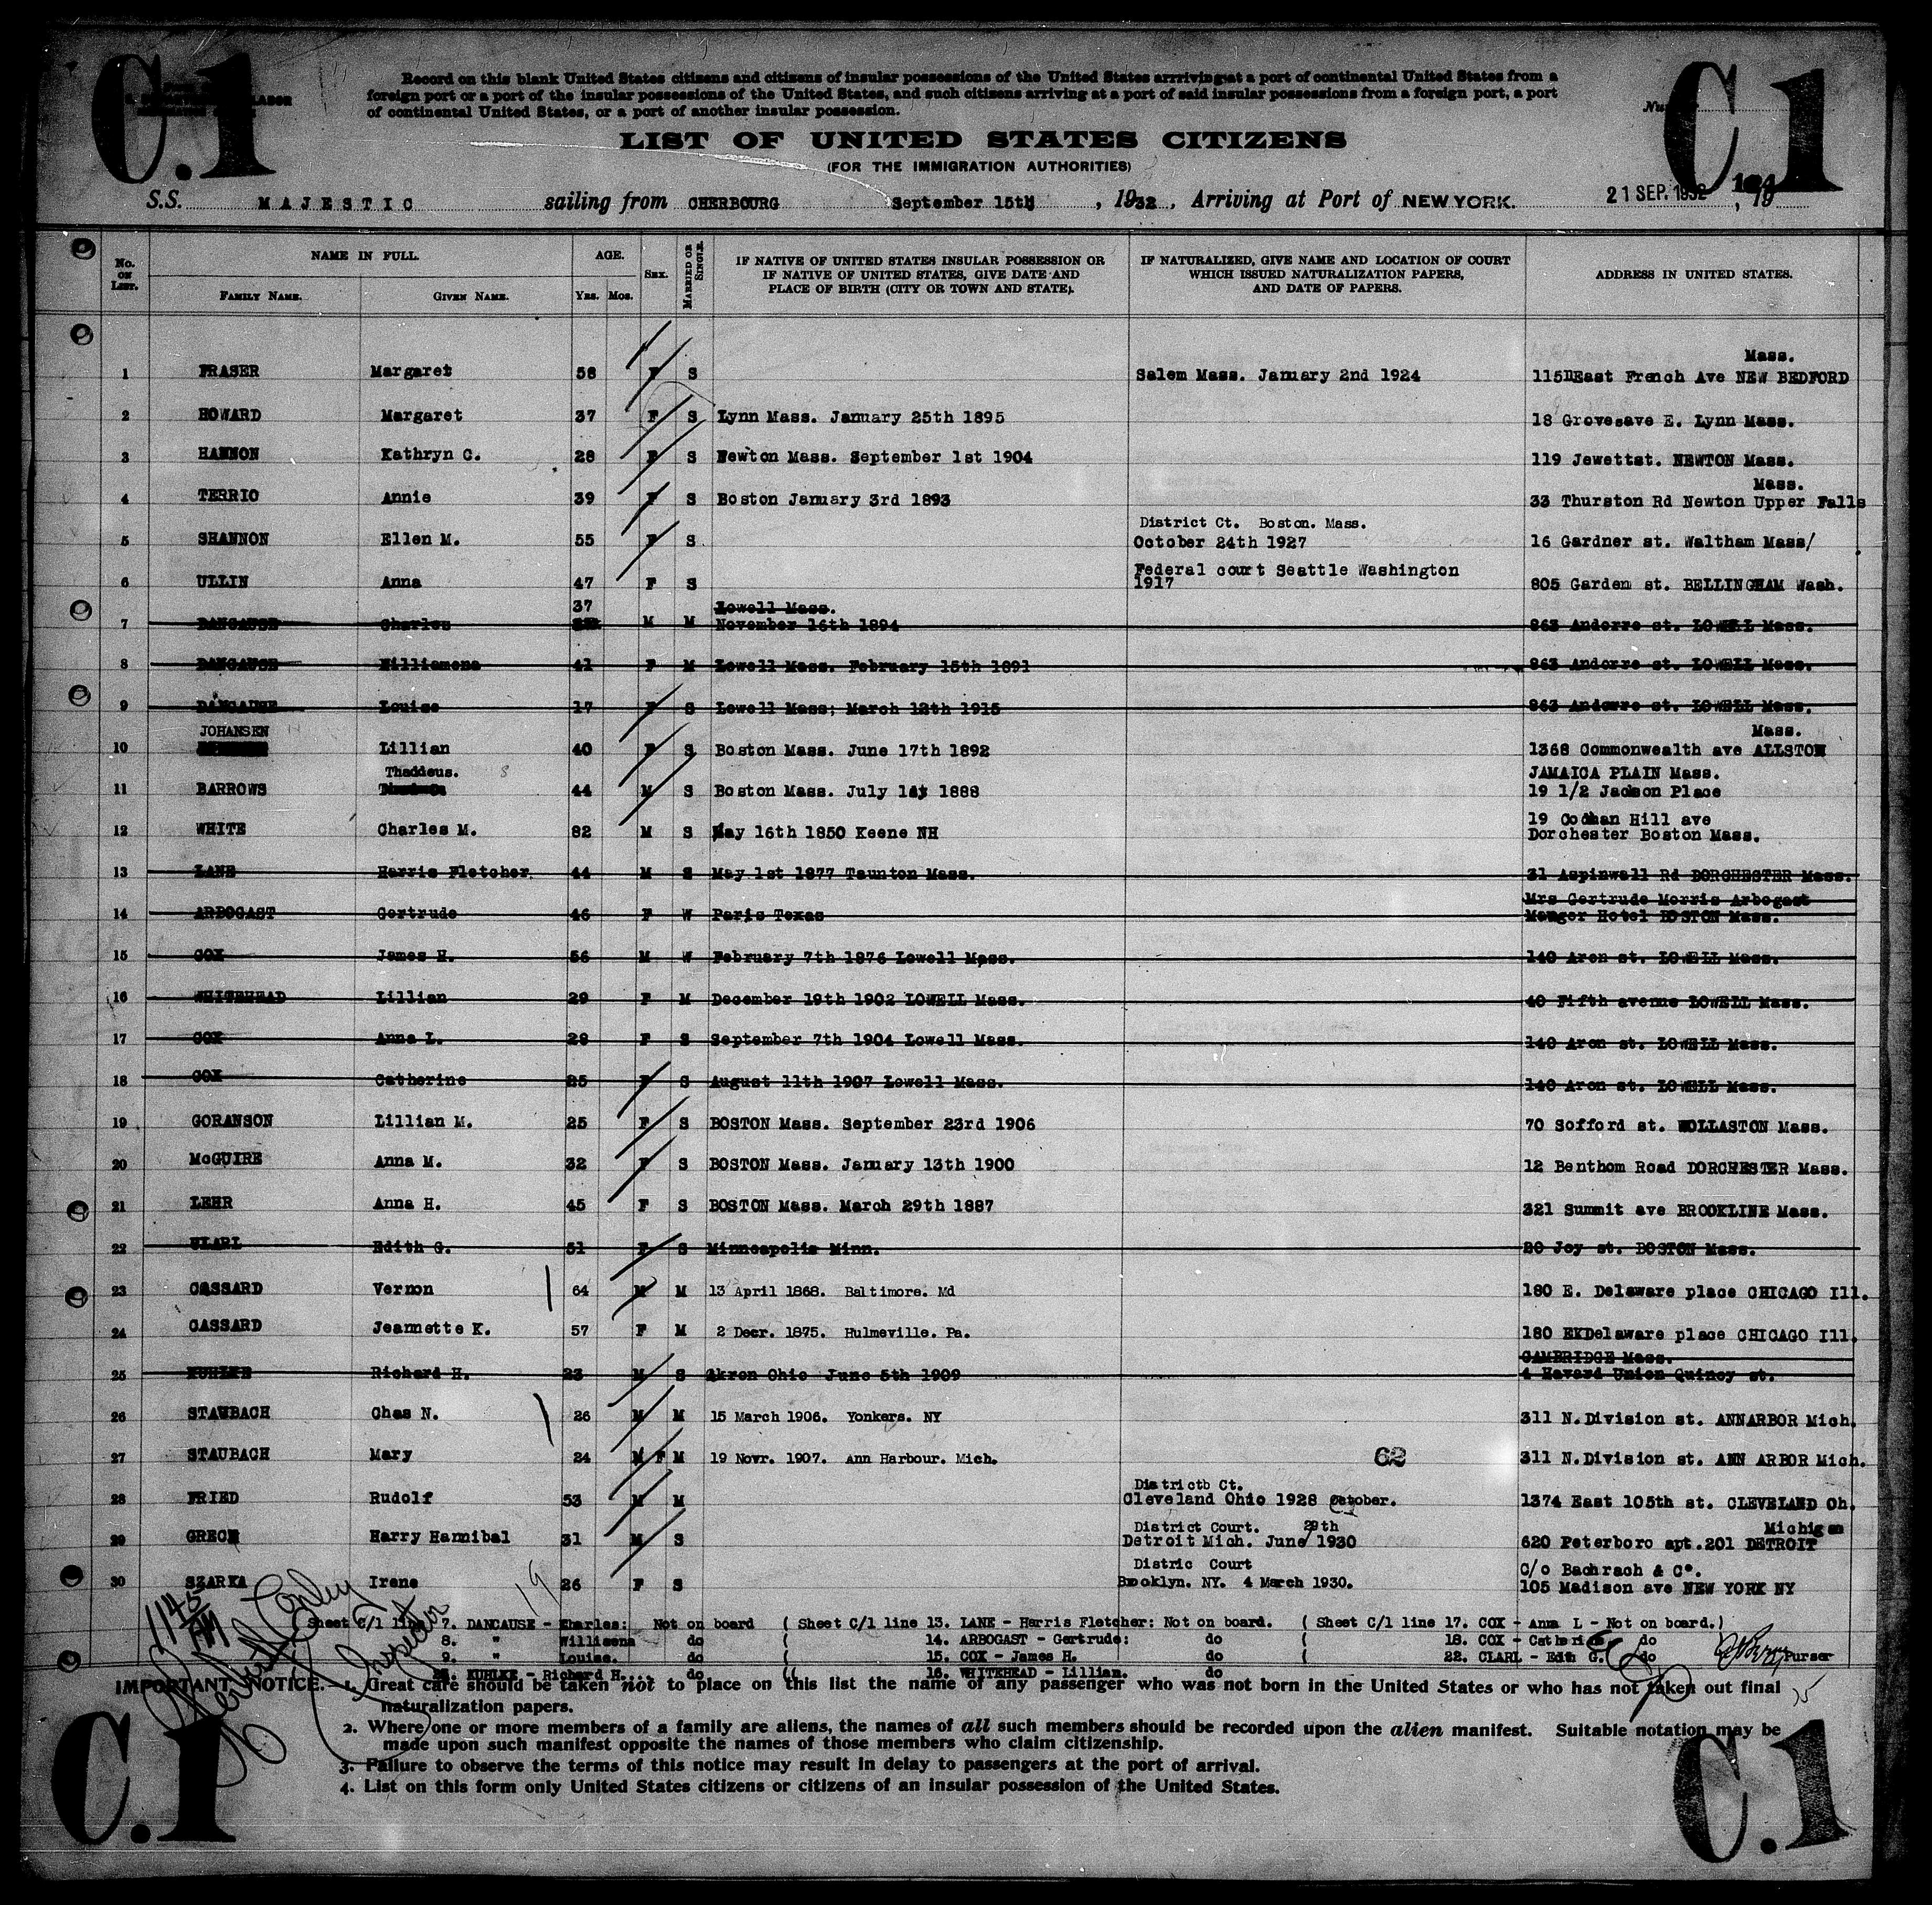 C.1
C1
LABOR
Record on this blank United States citizens and citizens of insular possessions of the United States arrriving at a port of continental United States from a
foreign port or a port of the insular possessions of the United States, and such citizens arriving at a port of said insular possessions from a foreign port, a port
of continental United States, or a port of another insular possession.
LIST OF UNITED STATES CITIZENS
(FOR THE IMMIGRATION AUTHORITIES)
S.S. MAJESTIC sailing from CHERBOURG September 15th, 1932, Arriving at Port of NEW YORK. 21 SEP. 1932, 19
No. ON LIST. NAME IN FULL. AGE. SEX. MARRIED OR SINGLE. IF NATIVE OF UNITED STATES INSULAR POSSESSION OR IF NATIVE OF UNITED STATES, GIVE DATE AND PLACE OF BIRTH (CITY OR TOWN AND STATE). IF NATURALIZED, GIVE NAME AND LOCATION OF COURT WHICH ISSUED NATURALIZATION PAPERS, AND DATE OF PAPERS. ADDRESS IN UNITED STATES.
FAMILY NAME. GIVEN NAME. YRS. MOS.
Mass.
1 FRASER Margaret 58 F S Salem Mass. January 2nd 1924 115 East French Ave NEW BEDFORD
2 HOWARD Margaret 37 F S Lynn Mass. January 25th 1895 18 Grovesave E. Lynn Mass.
3 HANNON Kathryn C. 28 F S Newton Mass. September 1st 1904 119 Jewettst. NEWTON Mass.
Mass.
4 TERRIO Annie 39 F S Boston January 3rd 1893 33 Thurston Rd Newton Upper Falls
District Ct. Boston. Mass.
5 SHANNON Ellen M. 55 F S October 24th 1927 16 Gardner st. Waltham Mass/
Federal court Seattle Washington
6 ULLIN Anna 47 F S 1917 805 Garden st. BELLINGHAM Wash.
37 Lowell Mass.
7 DANCAUSE Charles M M November 16th 1894 863 Andorre st. LOWELL Mass.
8 DANCAUSE Williamena 41 F M Lowell Mass. February 15th 1891 863 Andorre st. LOWELL Mass.
9 DANCAUSE Louise 17 F S Lowell Mass; March 12th 1915 863 Andorre st. LOWELL Mass.
JOHANSEN Mass.
10 Lillian 40 F S Boston Mass. June 17th 1892 1368 Commonwealth ave ALLSTON
Thaddeus. JAMAICA PLAIN Mass.
11 BARROWS 44 M S Boston Mass. July 1st 1888 19 1/2 Jackson Place
19 Cochan Hill ave
12 WHITE Charles M. 82 M S May 16th 1850 Keene NH Dorchester Boston Mass.
13 LANE Harris Fletcher. 44 M S May 1st 1877 Taunton Mass. 31 Aspinwall Rd DORCHESTER Mass.
Mrs Gertrude Morris Arbogast
14 ARBOGAST Gertrude 46 F W Paris Texas Menger Hotel BOSTON Mass.
15 COX James H. 56 M W February 7th 1876 Lowell Mass. 140 Aron st. LOWELL Mass.
16 WHITEHEAD Lillian 29 F M December 19th 1902 LOWELL Mass. 40 Fifth avenue LOWELL Mass.
17 COX Anna L. 28 F S September 7th 1904 Lowell Mass. 140 Aron st. LOWELL Mass.
18 COX Catherine 25 F S August 11th 1907 Lowell Mass. 140 Aron st. LOWELL Mass.
19 GORANSON Lillian M. 25 F S BOSTON Mass. September 23rd 1906 70 Sofford st. WOLLASTON Mass.
20 McGUIRE Anna M. 32 F S BOSTON Mass. January 13th 1900 12 Benthom Road DORCHESTER Mass.
21 LEHR Anna H. 45 F S BOSTON Mass. March 29th 1887 321 Summit ave BROOKLINE Mass.
22 Edith G. 51 F S Minneapolis Minn. 20 Joy st. BOSTON Mass.
23 CASSARD Vernon 64 M M 13 April 1868. Baltimore. Md 180 E. Delaware place CHICAGO Ill.
24 CASSARD Jeannette K. 57 F M 2 Decr. 1875. Hulmeville. Pa. 180 EKDelaware place CHICAGO Ill.
CAMBRIDGE Mass.
25 KUHLKE Richard H. 23 M S Akron Ohio June 5th 1909 4 Havard Union Quincy st.
26 STAUBACH Chas N. 26 M M 15 March 1906. Yonkers. NY 311 N.Division st. ANNARBOR Mich.
27 STAUBACH Mary 24 M F M 19 Novr. 1907. Ann Harbour. Mich. 62 311 N.Division st. ANN ARBOR Mich.
Districtb Ct.
28 FRIED Rudolf 53 M M Cleveland Ohio 1928 October. 1374 East 105th st. CLEVELAND Oh.
District Court. 29th Michigan
29 GRECH Harry Hannibal 31 M S Detroit Mich. June 1930 620 Peterboro apt.201 DETROIT
Distric Court C/o Bachrach & Co.
30 SZARKA Irene 26 F S Brooklyn. NY. 4 March 1930. 105 Madison ave NEW YORK NY
1145 AM
Inspector
Sheet C/1 line 7. DANCAUSE - Charles: Not on board ( Sheet C/1 line 13. LANE - Harris Fletcher: Not on board. ( Sheet C/1 line 17. COX - Anna L - Not on board.)
8. " Williamena do ( 14. ARBOGAST - Gertrude: do ( 18. COX - Catherine do
9. " Louise. do ( 15. COX - James H. do ( 22. CLARL - Edith G. do Purser
25. KUHLKE - Richard H... do (( 16. WHITEHEAD - Lillian. do
IMPORTANT NOTICE. - 1. Great care should be taken not to place on this list the name of any passenger who was not born in the United States or who has not taken out final
naturalization papers.
2. Where one or more members of a family are aliens, the names of all such members should be recorded upon the alien manifest. Suitable notation may be
made upon such manifest opposite the names of those members who claim citizenship.
3. Failure to observe the terms of this notice may result in delay to passengers at the port of arrival.
4. List on this form only United States citizens or citizens of an insular possession of the United States.
C.1
C.1